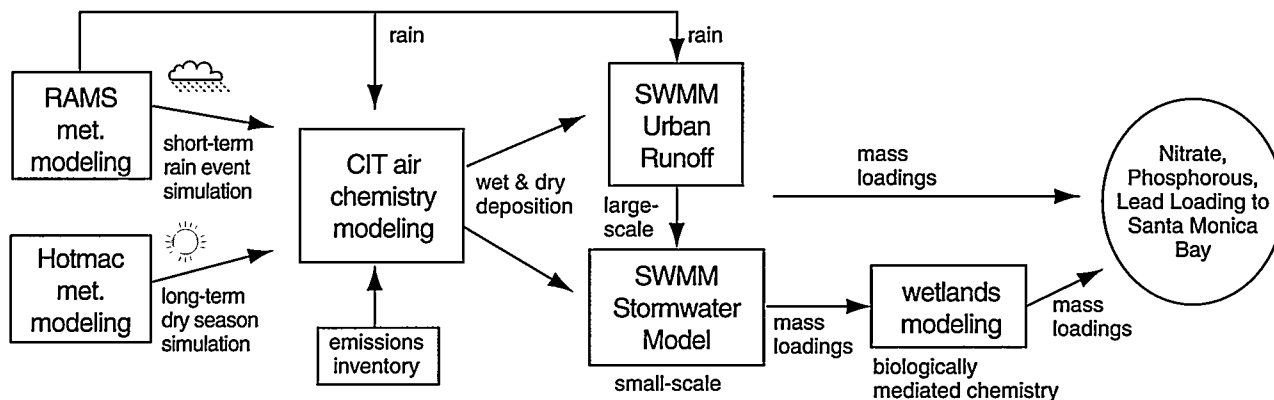 rain
rain
RAMS
met.
modeling
short-term
rain event
simulation
Hotmac
met.
modeling
long-term
dry season
simulation
CIT air
chemistry
modeling
emissions
inventory
wet & dry
deposition
SWMM
Urban
Runoff
large-
scale
SWMM
Stormwater
Model
small-scale
mass
loadings
mass
loadings
wetlands
modeling
biologically
mediated chemistry
mass
loadings
Nitrate,
Phosphorous,
Lead Loading to
Santa Monica
Bay